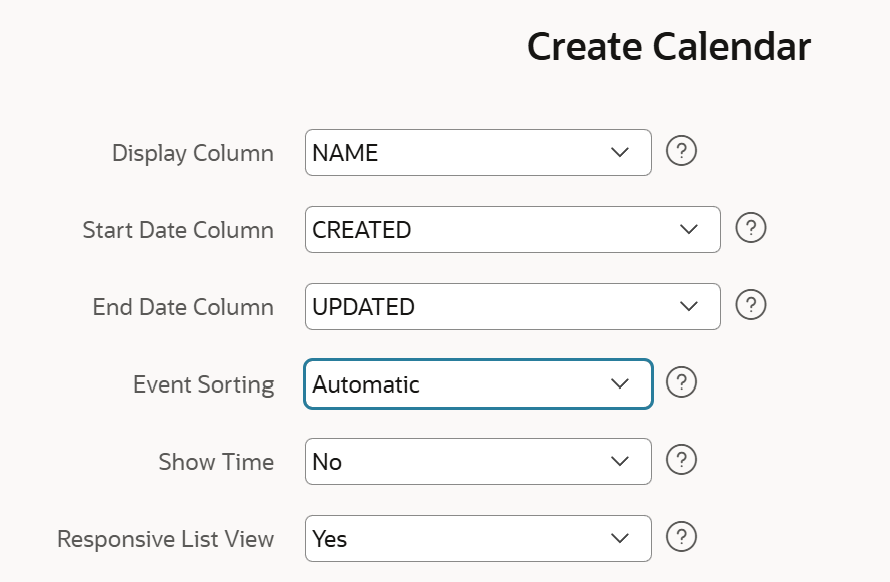 Create Calendar
Display Column NAME ?
Start Date Column CREATED ?
End Date Column UPDATED ?
Event Sorting Automatic ?
Show Time No ?
Responsive List View Yes ?